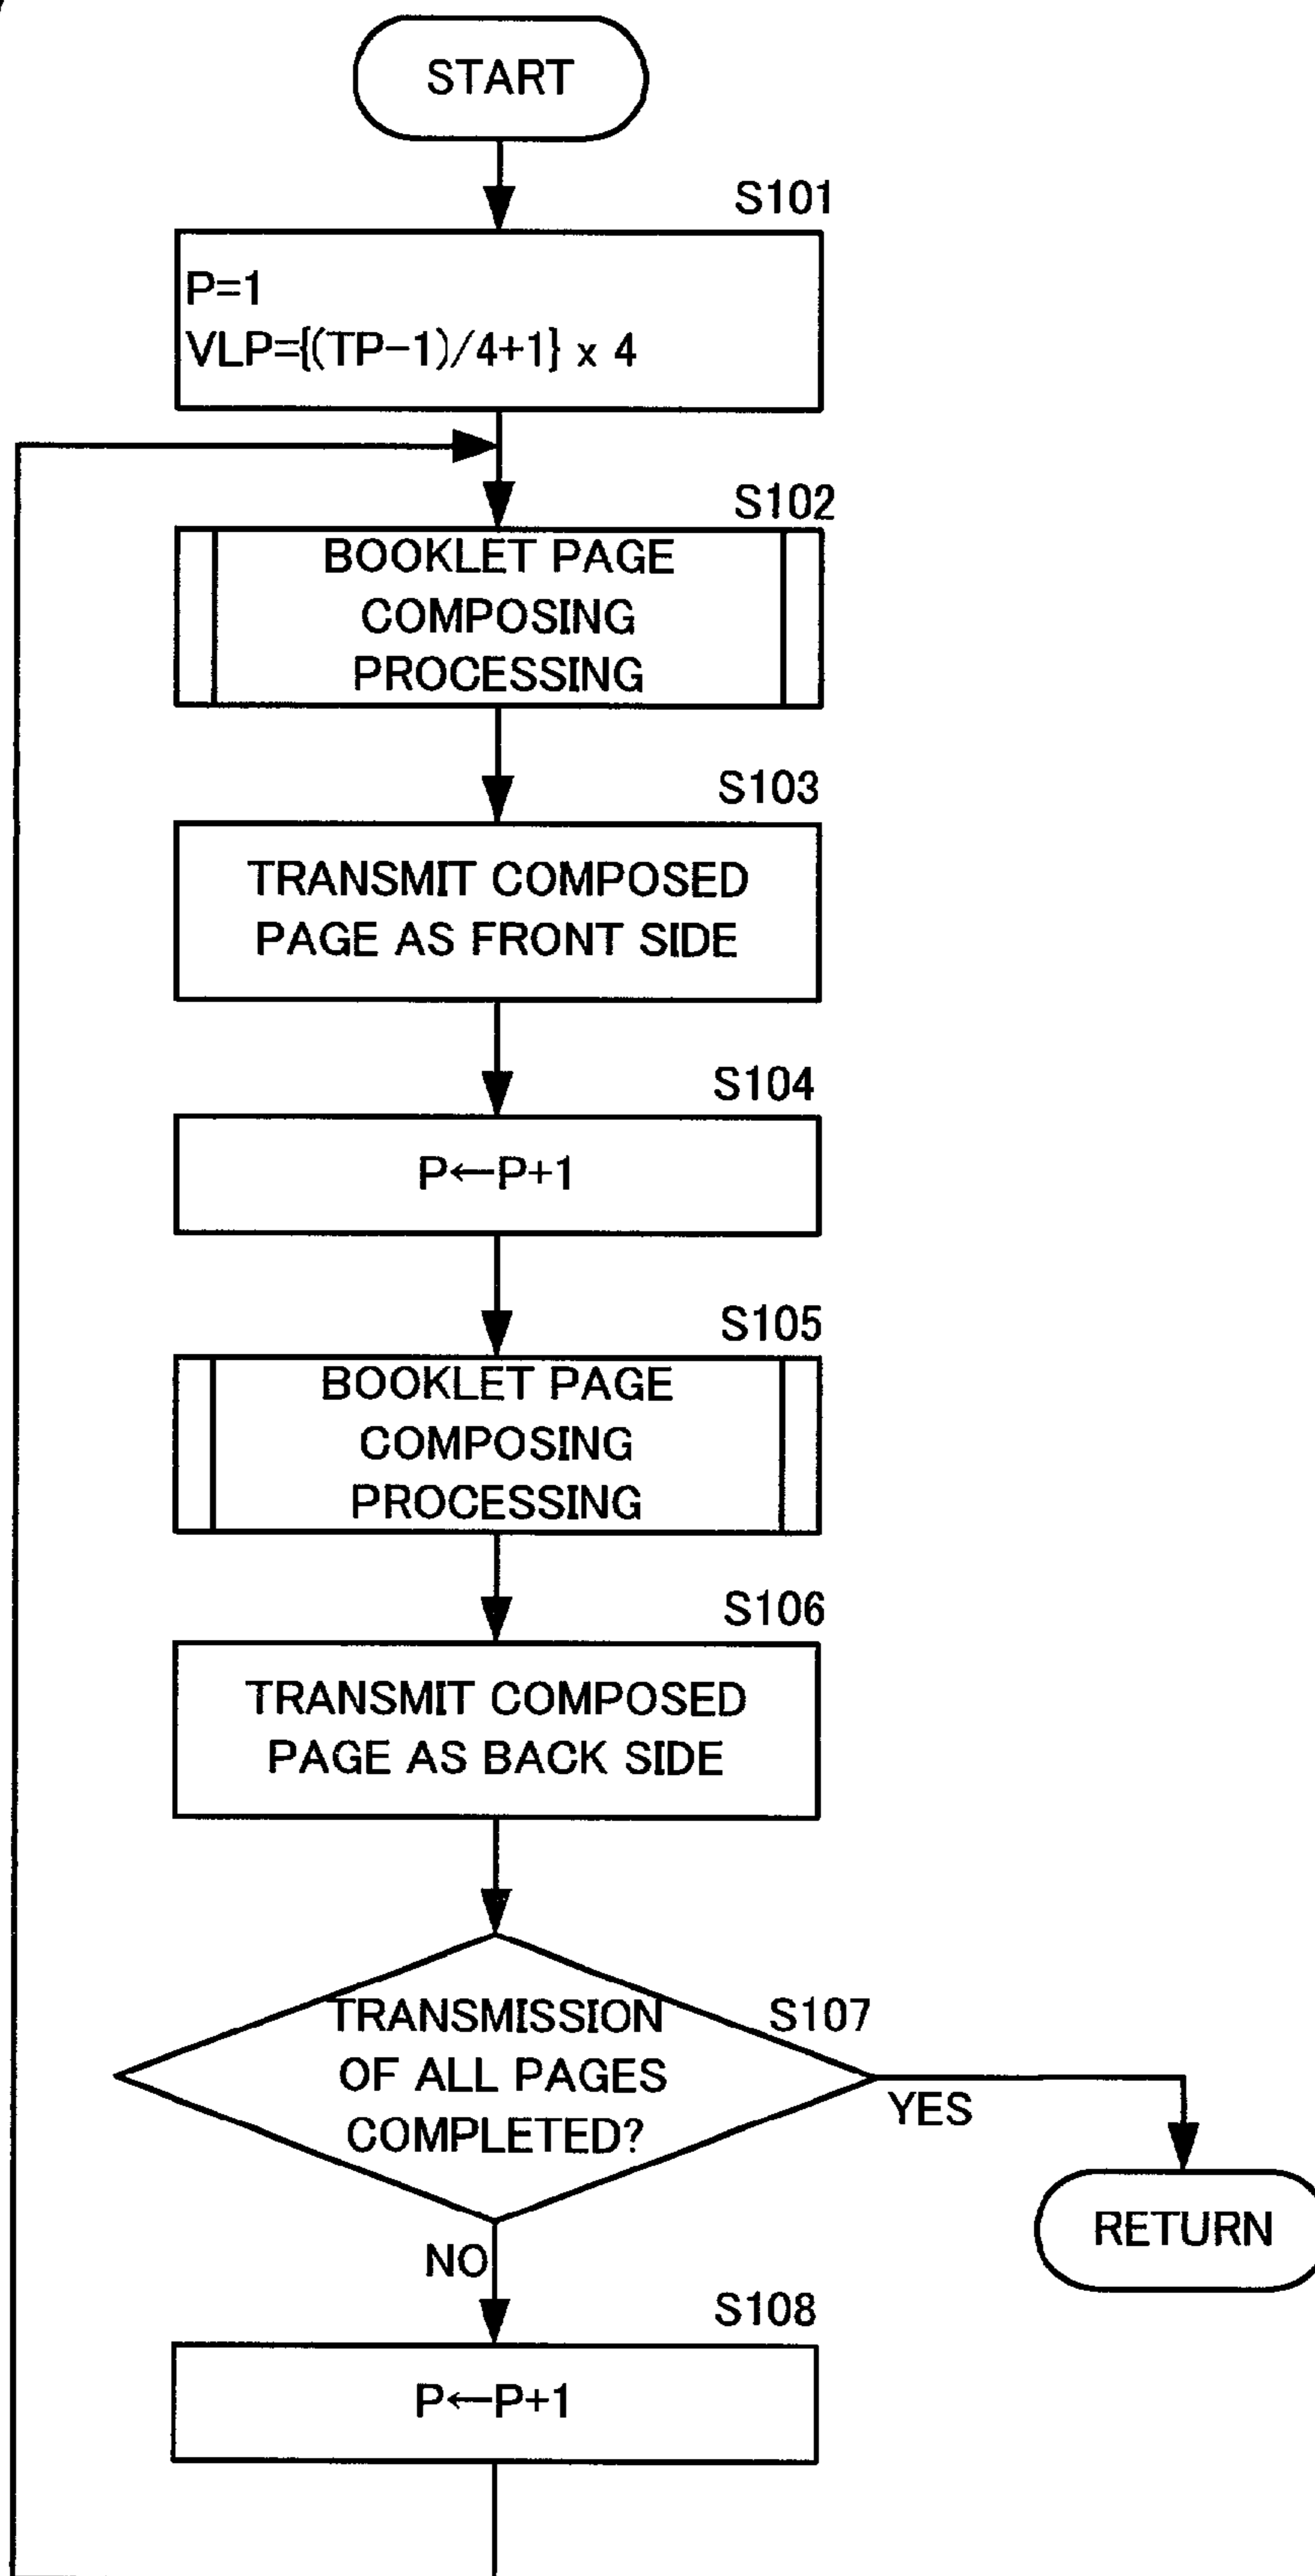 START
S101
P=1
VLP={(TP-1)/4+1} x 4
S102
BOOKLET PAGE
COMPOSING
PROCESSING
S103
TRANSMIT COMPOSED
PAGE AS FRONT SIDE
S104
P←P+1
S105
BOOKLET PAGE
COMPOSING
PROCESSING
S106
TRANSMIT COMPOSED
PAGE AS BACK SIDE
S107
TRANSMISSION
OF ALL PAGES
COMPLETED?
YES
RETURN
NO
S108
P←P+1